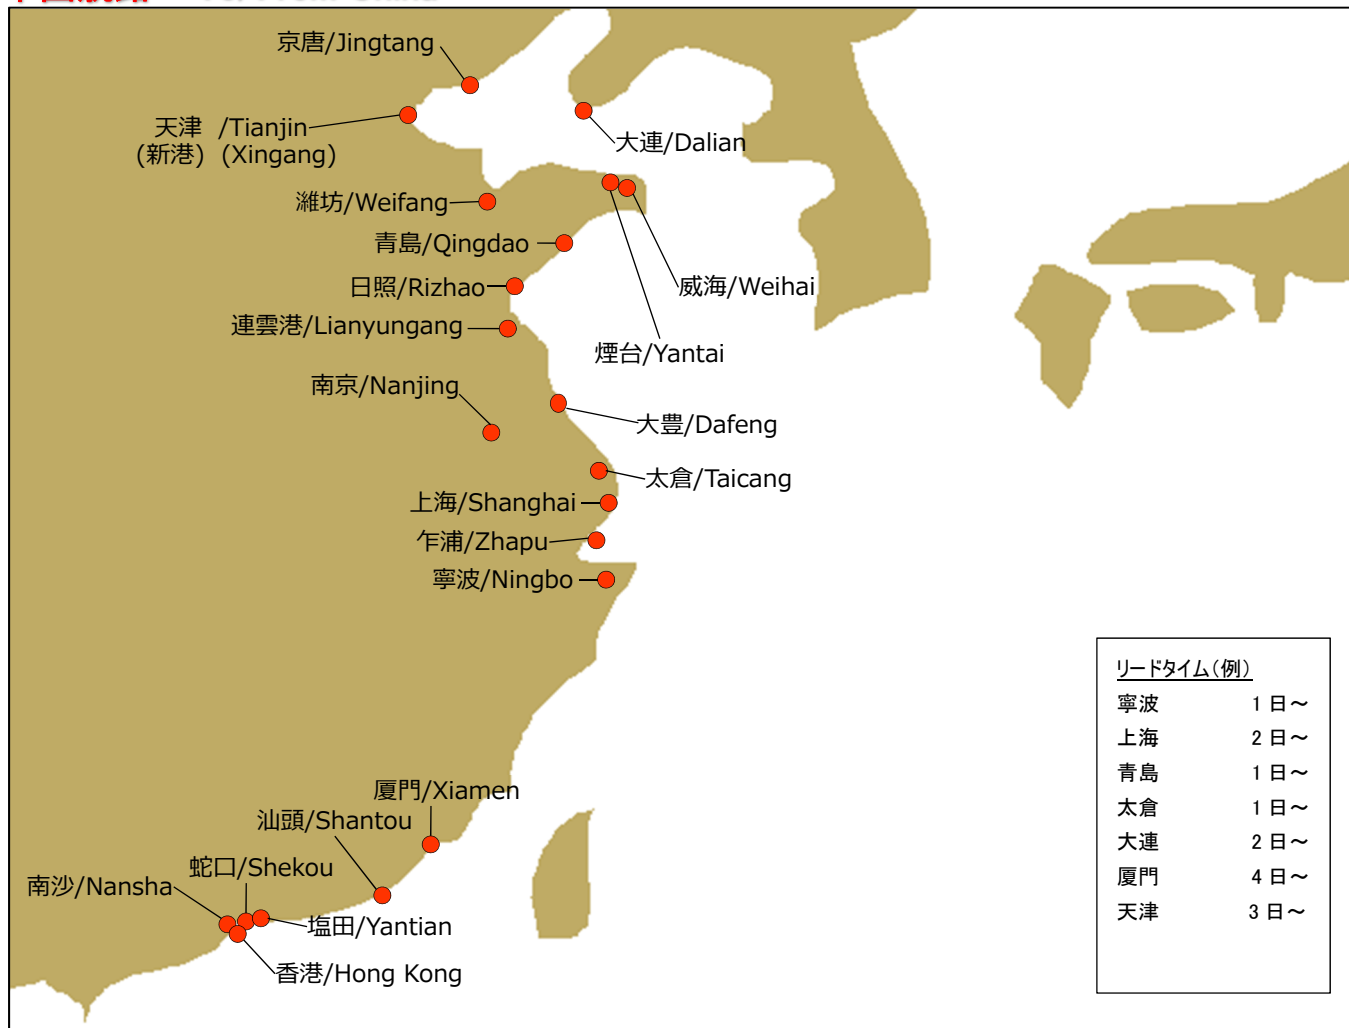 京唐/Jingtang
天津 /Tianjin
(新港) (Xingang)
大連/Dalian
濰坊/Weifang
青島/Qingdao
日照/Rizhao
威海/Weihai
連雲港/Lianyungang
煙台/Yantai
南京/Nanjing
大豊/Dafeng
太倉/Taicang
上海/Shanghai
乍浦/Zhapu
寧波/Ningbo
厦門/Xiamen
汕頭/Shantou
蛇口/Shekou
南沙/Nansha
塩田/Yantian
香港/Hong Kong
リードタイム(例)
寧波 1日～
上海 2日～
青島 1日～
太倉 1日～
大連 2日～
厦門 4日～
天津 3日～